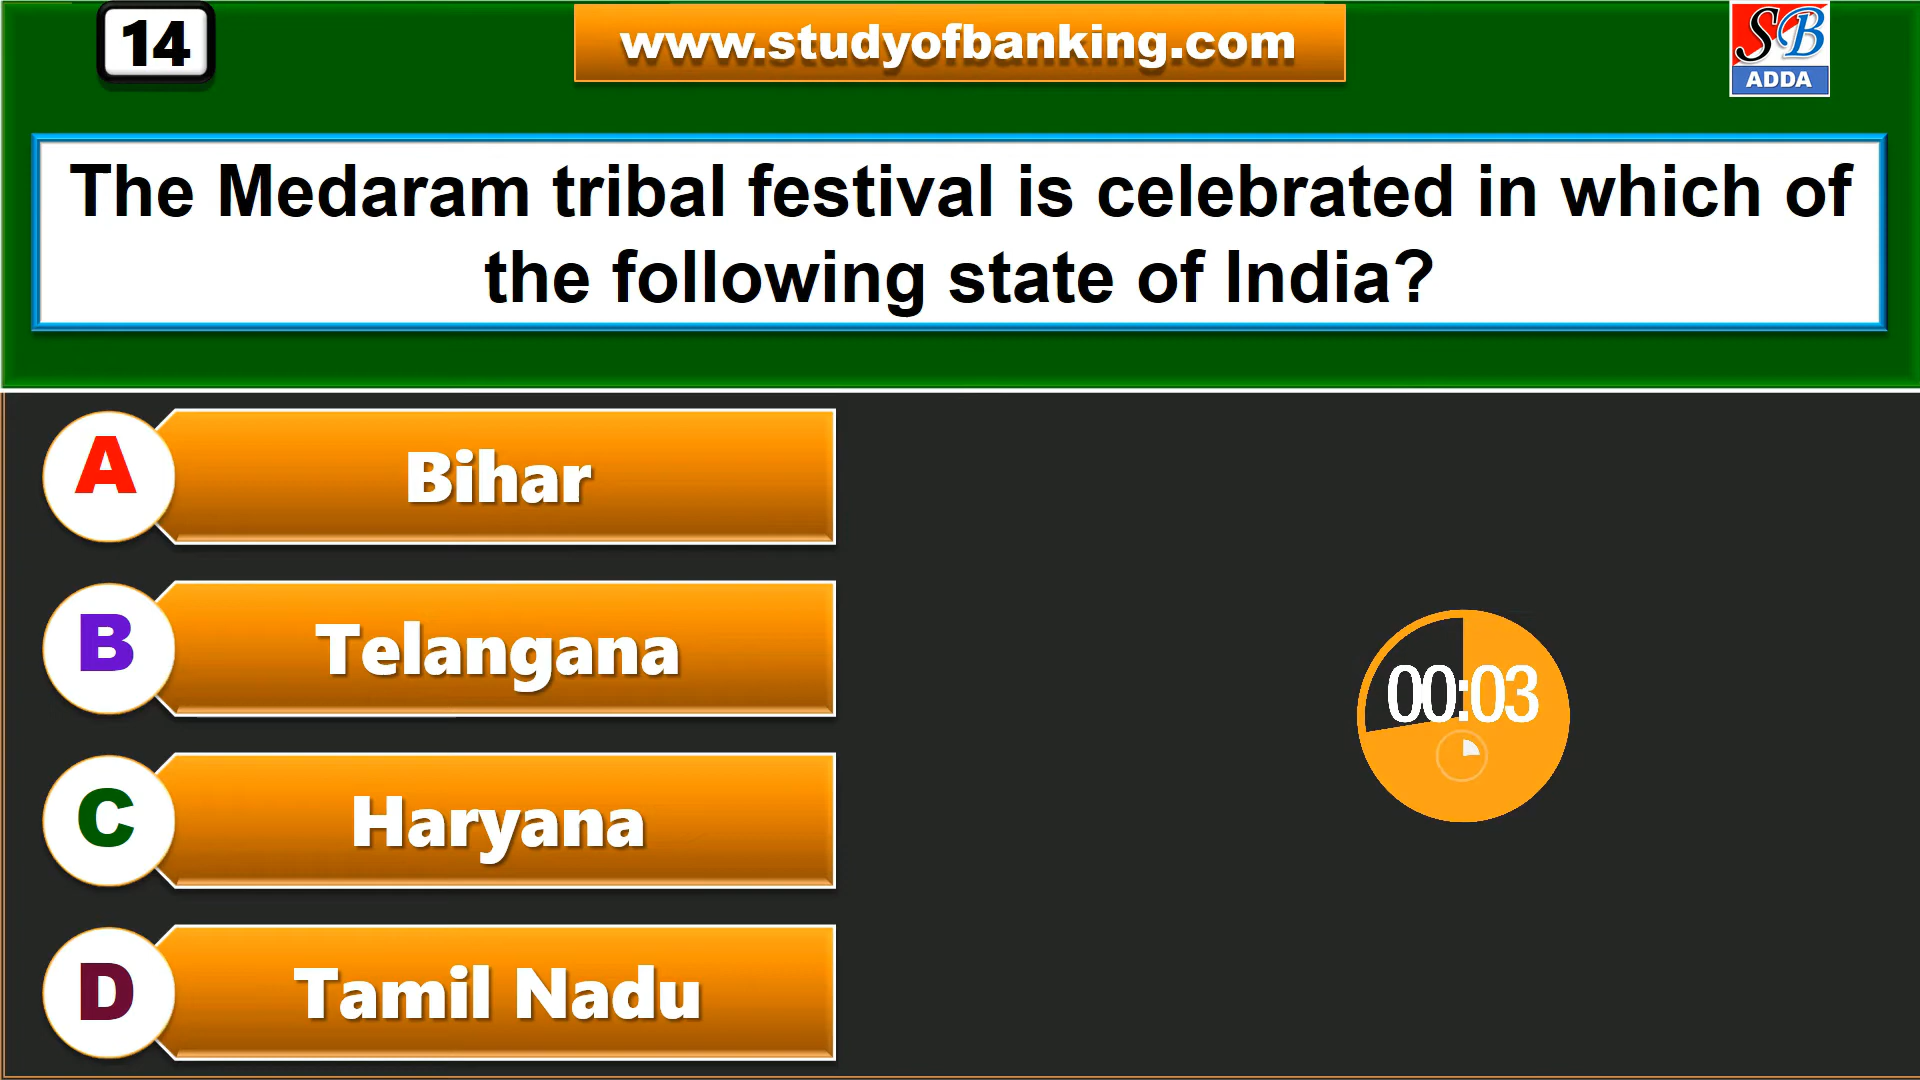 14
www.studyofbanking.com
SB
ADDA
The Medaram tribal festival is celebrated in which of
the following state of India?
A
Bihar
B
Telangana
00:03
C
Haryana
D
Tamil Nadu